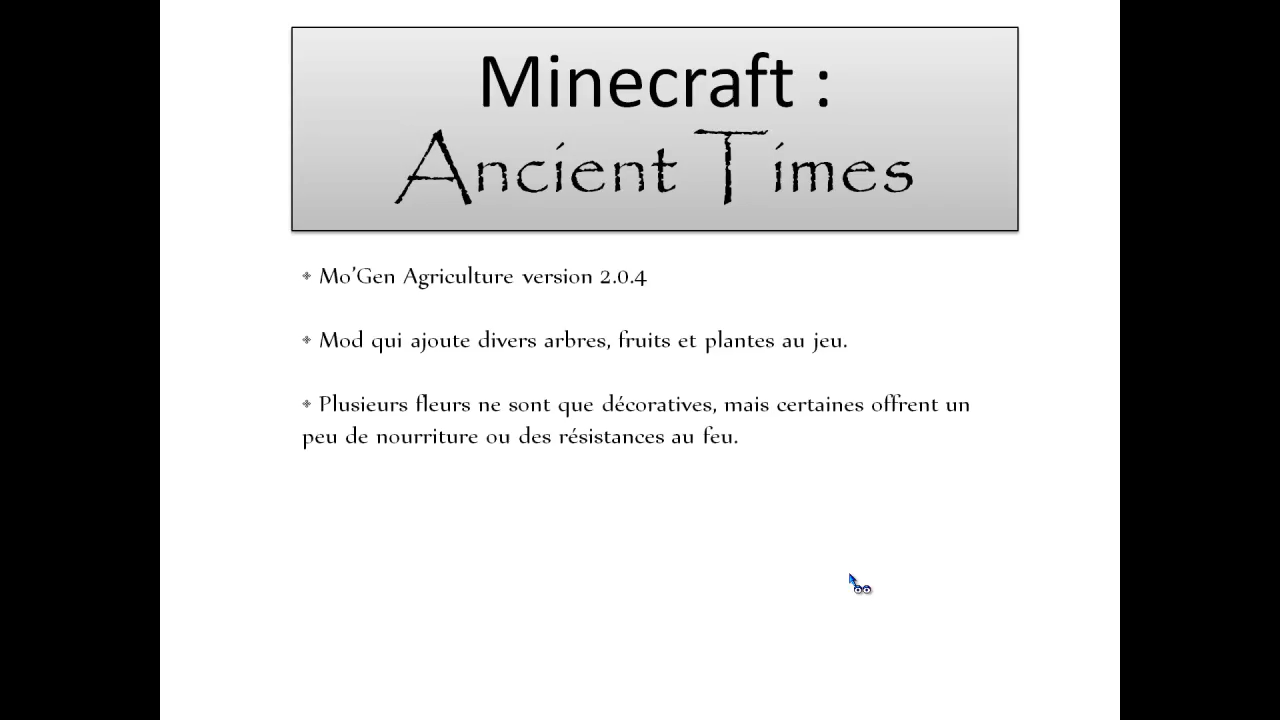 Minecraft :
Ancient Times
Mo'Gen Agriculture version 2.0.4
Mod qui ajoute divers arbres, fruits et plantes au jeu.
Plusieurs fleurs ne sont que décoratives, mais certaines offrent un
peu de nourriture ou des résistances au feu.